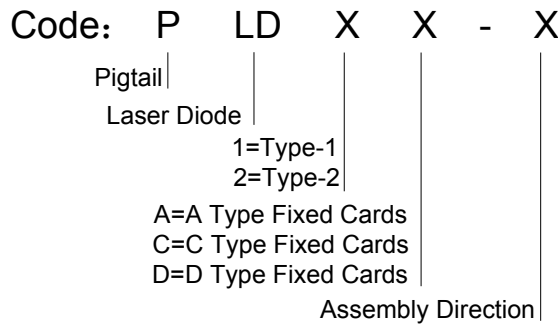 Code： P LD X X - X
Pigtail
Laser Diode
1=Type-1
2=Type-2
A=A Type Fixed Cards
C=C Type Fixed Cards
D=D Type Fixed Cards
Assembly Direction